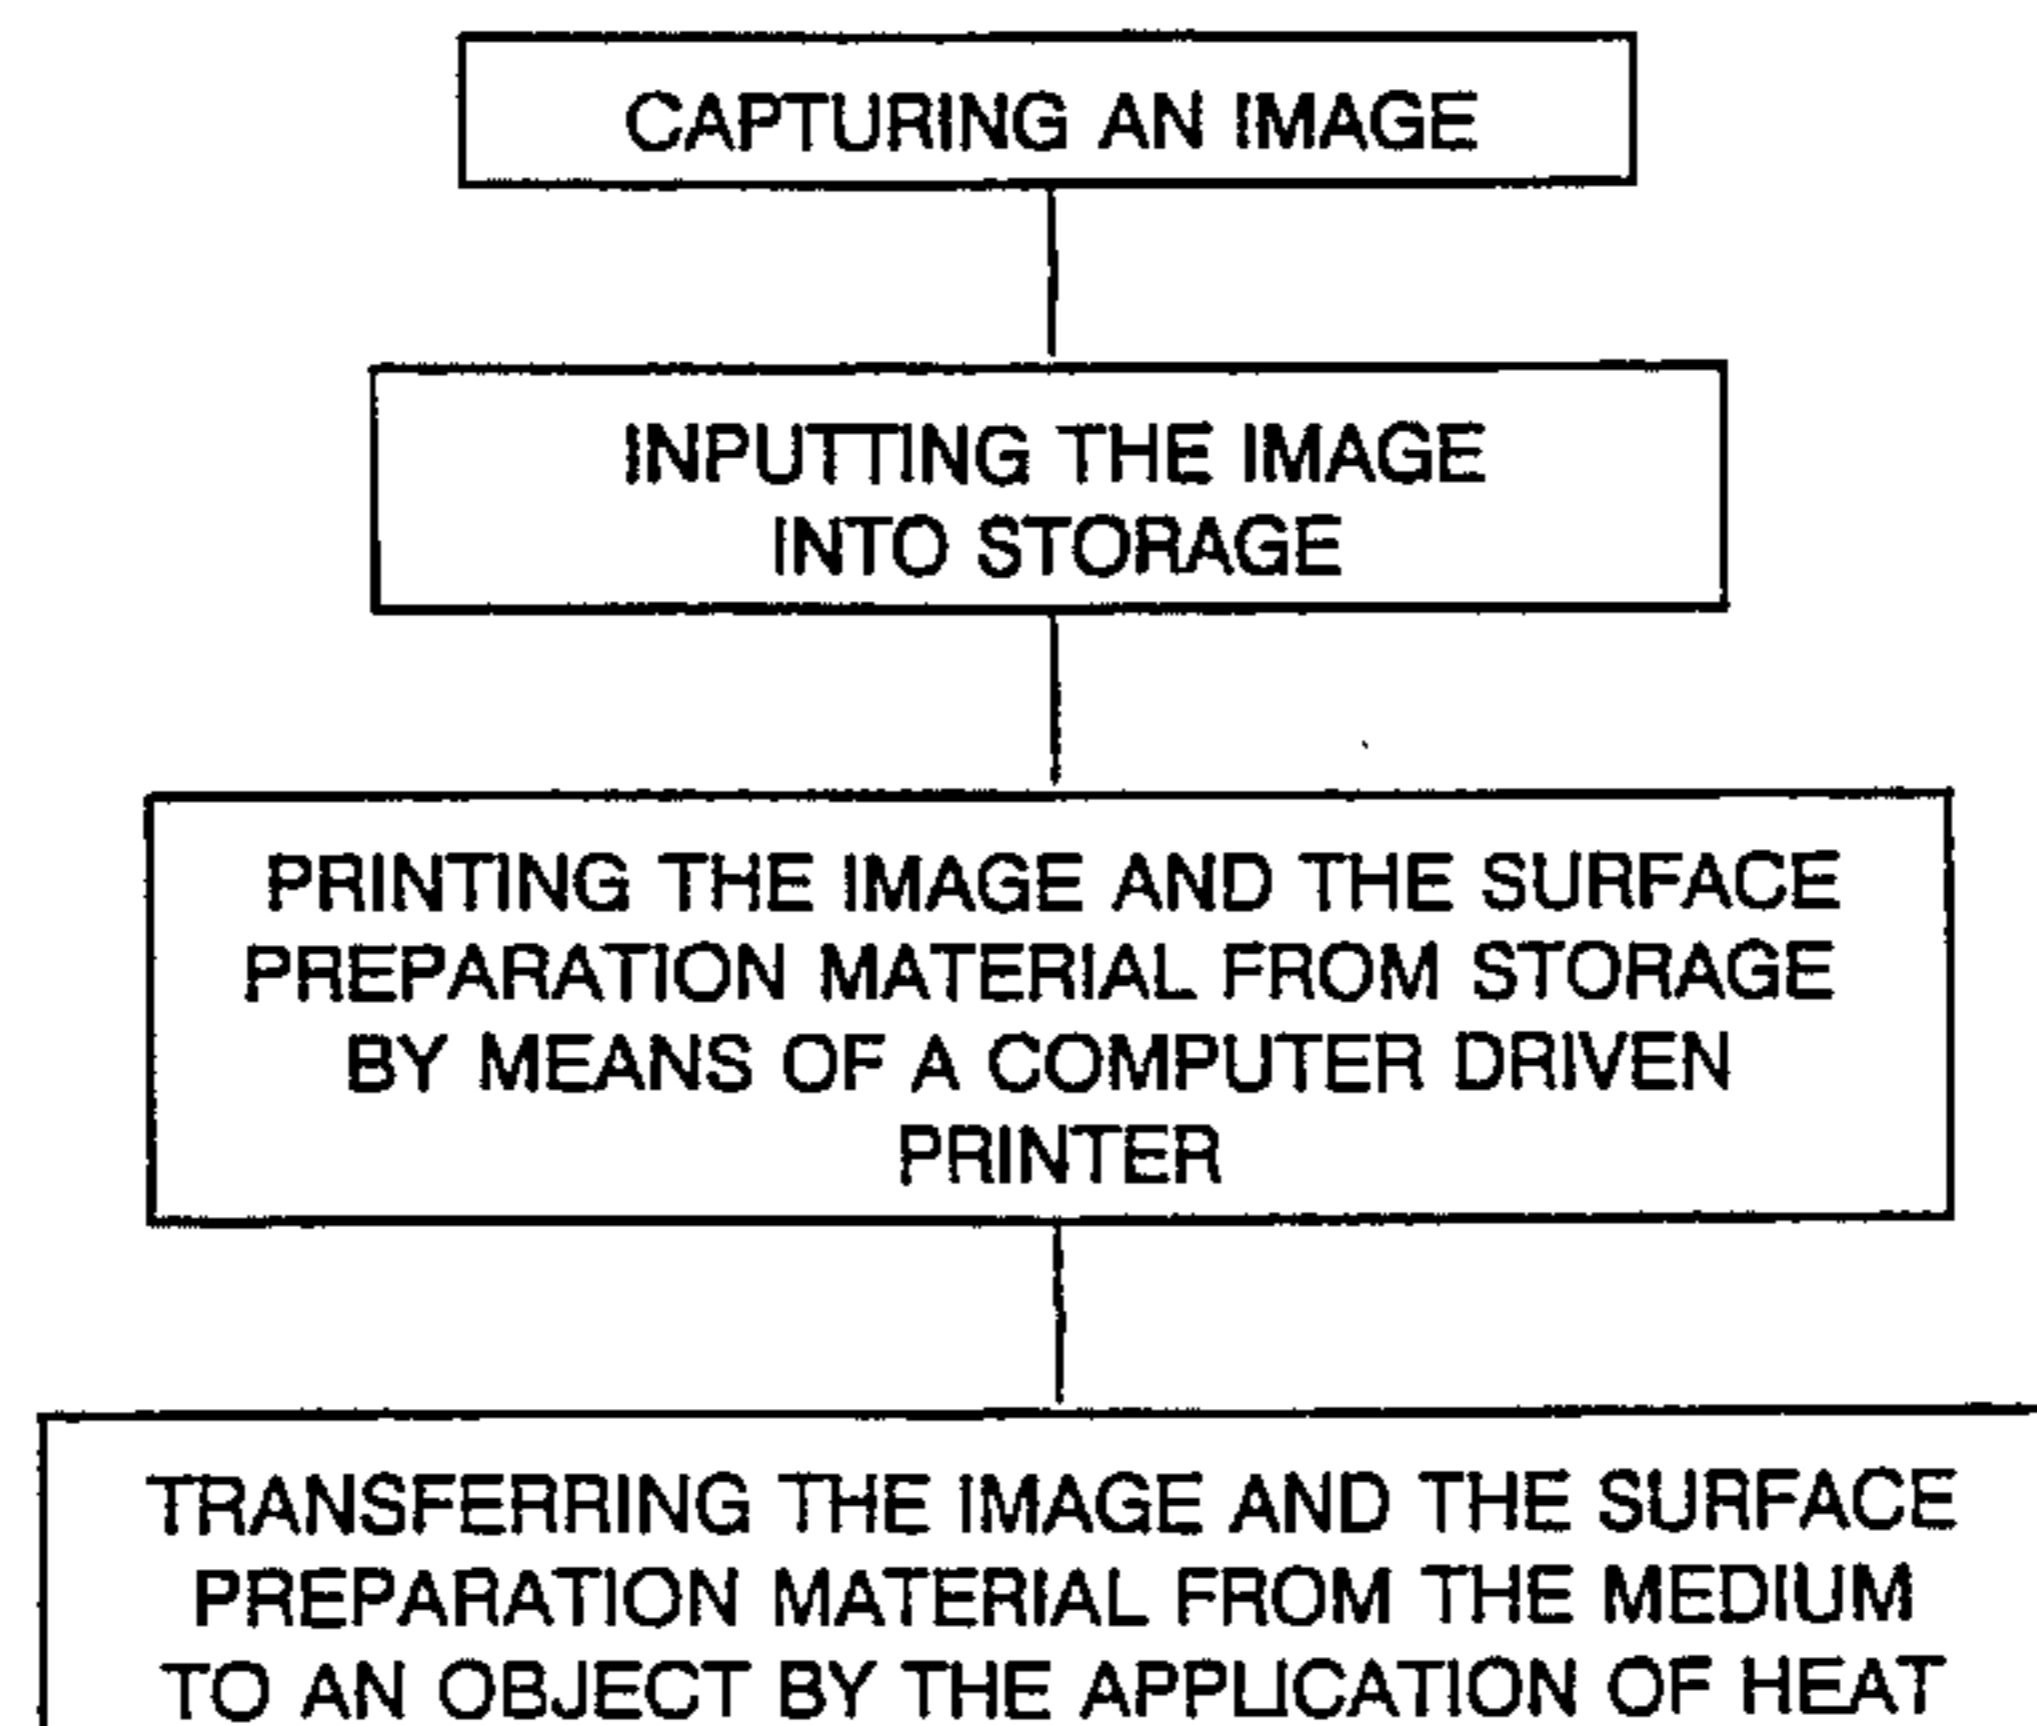 CAPTURING AN IMAGE
INPUTTING THE IMAGE
INTO STORAGE
PRINTING THE IMAGE AND THE SURFACE
PREPARATION MATERIAL FROM STORAGE
BY MEANS OF A COMPUTER DRIVEN
PRINTER
TRANSFERRING THE IMAGE AND THE SURFACE
PREPARATION MATERIAL FROM THE MEDIUM
TO AN OBJECT BY THE APPLICATION OF HEAT